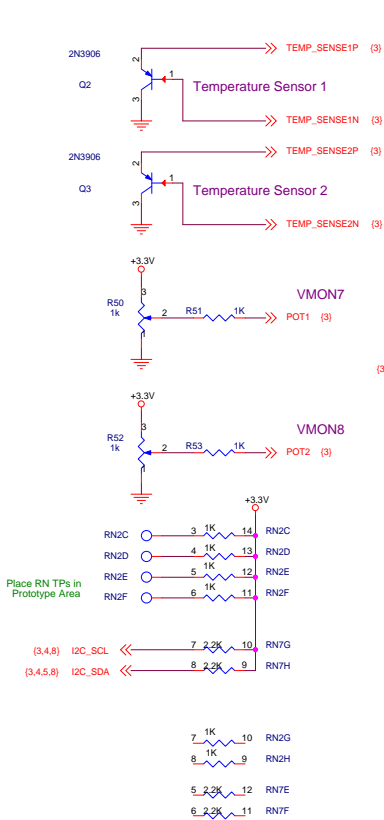 TEMP_SENSE1P {3}
2N3906
2
Q2
1
Temperature Sensor 1
3
TEMP_SENSE1N {3}
TEMP_SENSE2P {3}
2N3906
2
Q3
1
Temperature Sensor 2
3
TEMP_SENSE2N {3}
+3.3V
VMON7
3
R50
1k
2
R51
1K
POT1 {3}
1
{3
+3.3V
VMON8
3
R52
1k
2
R53
1K
POT2 {3}
1
+3.3V
RN2C 3 1K 14 RN2C
RN2D 4 1K 13 RN2D
RN2E 5 1K 12 RN2E
RN2F 6 1K 11 RN2F
Place RN TPs in
Prototype Area
{3,4,8} I2C_SCL 7 2.2K 10 RN7G
{3,4,5,8} I2C_SDA 8 2.2K 9 RN7H
7 1K 10 RN2G
8 1K 9 RN2H
5 2.2K 12 RN7E
6 2.2K 11 RN7F